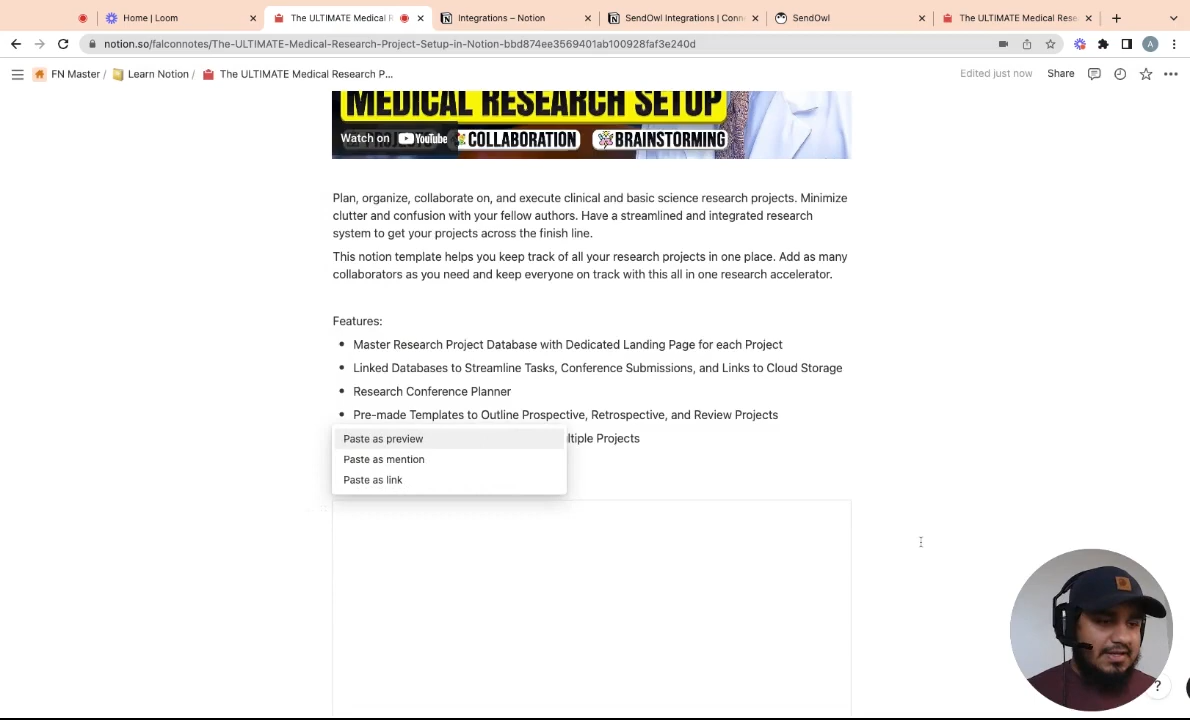 Home | Loom
The ULTIMATE Medical R
Integrations – Notion
SendOwl Integrations | Conn
SendOwl
The ULTIMATE Medical Rese
notion.so/falconnotes/The-ULTIMATE-Medical-Research-Project-Setup-in-Notion-bbd874ee3569401ab100928faf3e240d
A
FN Master / Learn Notion / The ULTIMATE Medical Research P...
Edited just now Share
MEDICAL RESEARCH SETUP
Watch on YouTube COLLABORATION BRAINSTORMING
Plan, organize, collaborate on, and execute clinical and basic science research projects. Minimize
clutter and confusion with your fellow authors. Have a streamlined and integrated research
system to get your projects across the finish line.
This notion template helps you keep track of all your research projects in one place. Add as many
collaborators as you need and keep everyone on track with this all in one research accelerator.
Features:
• Master Research Project Database with Dedicated Landing Page for each Project
• Linked Databases to Streamline Tasks, Conference Submissions, and Links to Cloud Storage
• Research Conference Planner
• Pre-made Templates to Outline Prospective, Retrospective, and Review Projects
Projects
Paste as preview
Paste as mention
Paste as link
?